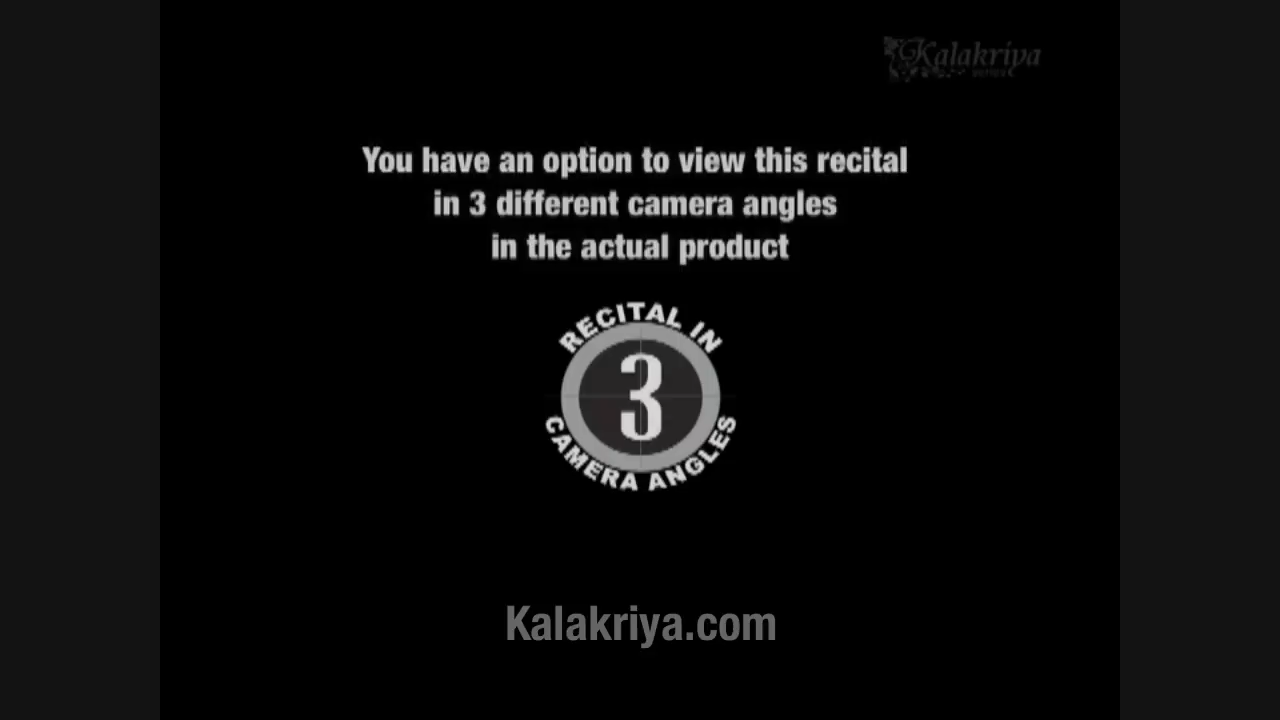 Kalakriya
series
You have an option to view this recital
in 3 different camera angles
in the actual product
RECITAL IN
3
CAMERA ANGLES
Kalakriya.com